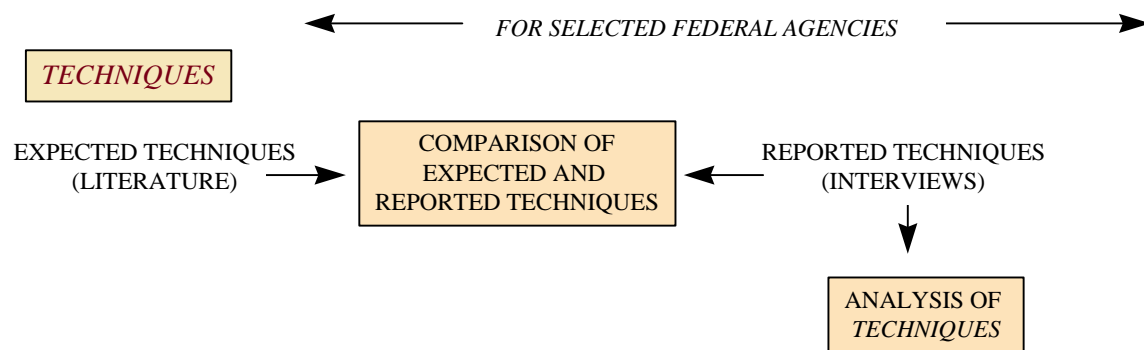 FOR SELECTED FEDERAL AGENCIES
TECHNIQUES
EXPECTED TECHNIQUES
(LITERATURE)
COMPARISON OF
EXPECTED AND
REPORTED TECHNIQUES
REPORTED TECHNIQUES
(INTERVIEWS)
ANALYSIS OF
TECHNIQUES